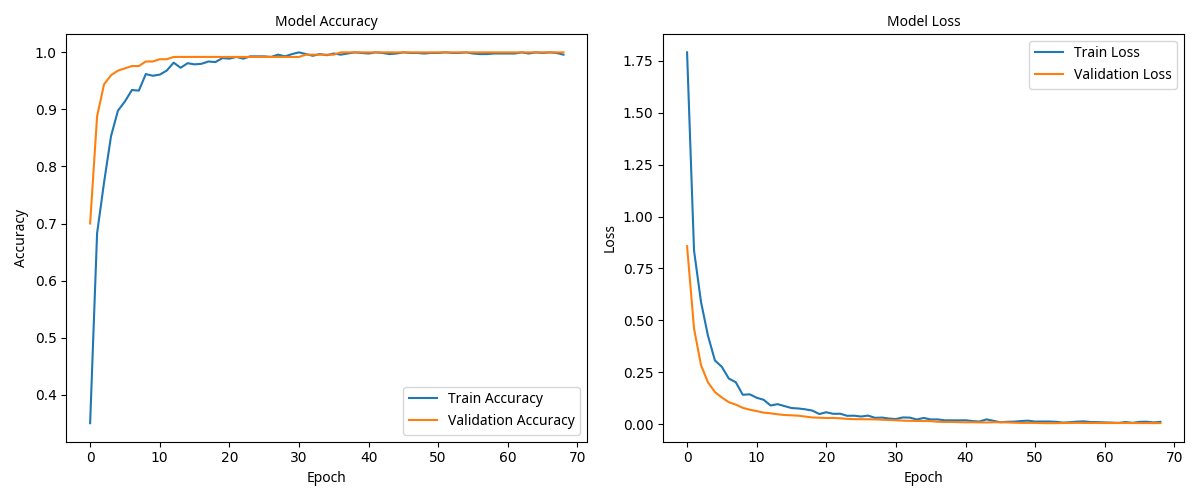 Model Accuracy
1.0
0.9
0.8
0.7
0.6
0.5
0.4
Accuracy
0 10 20 30 40 50 60 70
Epoch
Train Accuracy
Validation Accuracy
Model Loss
1.75
1.50
1.25
1.00
0.75
0.50
0.25
0.00
Loss
0 10 20 30 40 50 60 70
Epoch
Train Loss
Validation Loss